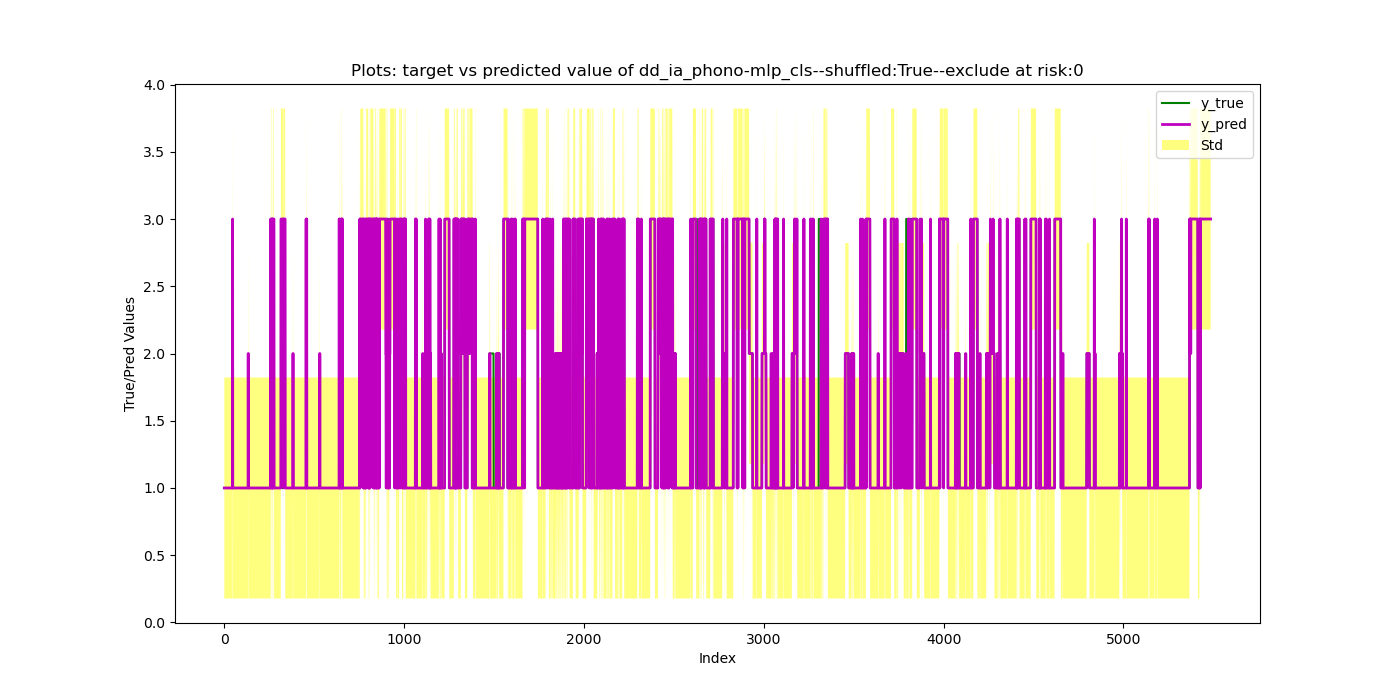 Plots: target vs predicted value of dd_ia_phono-mlp_cls--shuffled:True--exclude at risk:0
4.0
3.5
3.0
2.5
2.0
1.5
1.0
0.5
0.0
True/Pred Values
y_true
y_pred
Std
0
1000
2000
3000
4000
5000
Index